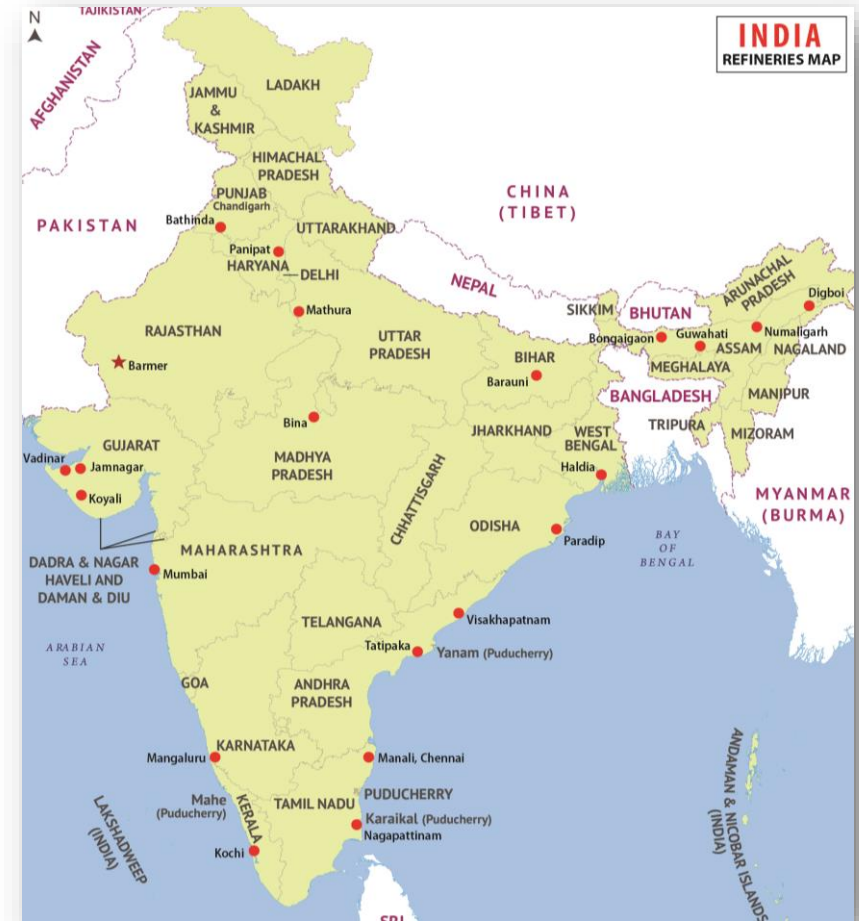 TAJIKISTAN
N
INDIA
REFINERIES MAP
AFGHANISTAN
LADAKH
JAMMU
&
KASHMIR
HIMACHAL
PRADESH
CHINA
(TIBET)
PUNJAB
Chandigarh
PAKISTAN
Bathinda
UTTARAKHAND
Panipat
HARYANA
DELHI
NEPAL
ARUNACHAL
PRADESH
Digboi
SIKKIM
BHUTAN
Mathura
RAJASTHAN
UTTAR
PRADESH
Bongaigaon
Guwahati
Numaligarh
ASSAM
NAGALAND
BIHAR
MEGHALAYA
Barmer
Barauni
BANGLADESH
MANIPUR
Bina
TRIPURA
MIZORAM
JHARKHAND
WEST
BENGAL
GUJARAT
MADHYA
PRADESH
Vadinar
Jamnagar
Haldia
CHHATTISGARH
Koyali
MYANMAR
(BURMA)
ODISHA
Paradip
BAY
OF
BENGAL
MAHARASHTRA
DADRA & NAGAR
HAVELI AND
DAMAN & DIU
Mumbai
TELANGANA
Visakhapatnam
ARABIAN
SEA
Tatipaka
Yanam (Puducherry)
GOA
ANDHRA
PRADESH
KARNATAKA
Mangaluru
Manali, Chennai
ANDAMAN & NICOBAR ISLANDS
(INDIA)
LAKSHADWEEP
(INDIA)
Mahe
(Puducherry)
KERALA
TAMIL NADU
PUDUCHERRY
Karaikal (Puducherry)
Nagapattinam
Kochi
SRI